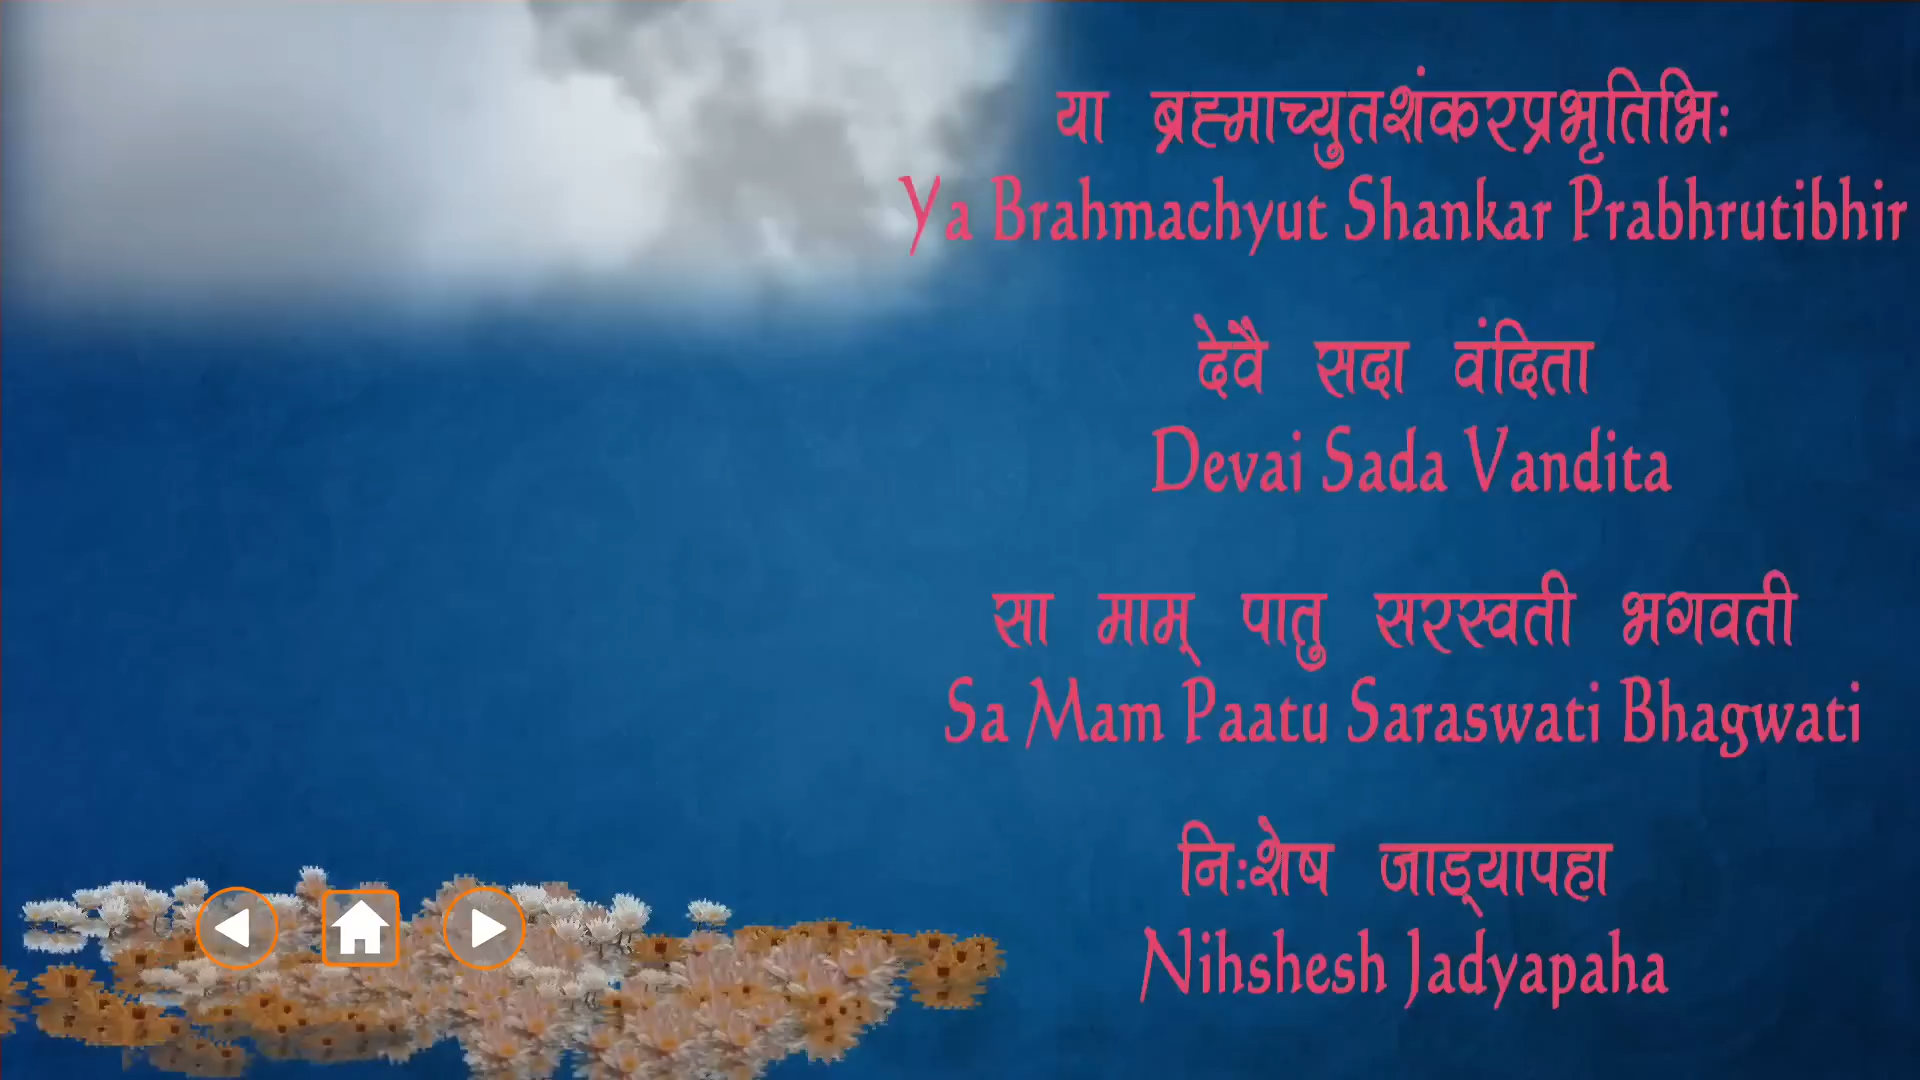 या ब्रह्माच्युतशंकरप्रभृतिभिः
Ya Brahmachyut Shankar Prabhrutibhir
देवै सदा वंदिता
Devai Sada Vandita
सा माम् पातु सरस्वती भगवती
Sa Mam Paatu Saraswati Bhagwati
निःशेष जाड्यापहा
Nihshesh Jadyapaha